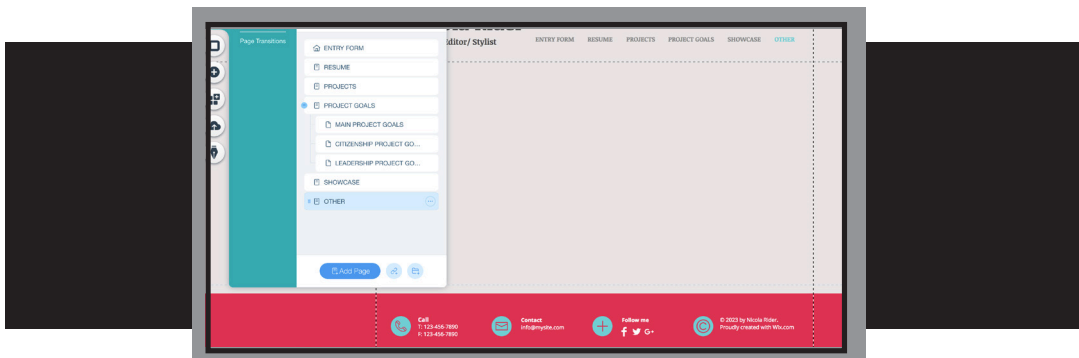 Page Transitions
ENTRY FORM
RESUME
PROJECTS
PROJECT GOALS
MAIN PROJECT GOALS
CITIZENSHIP PROJECT GO...
LEADERSHIP PROJECT GO...
SHOWCASE
OTHER
Add Page
Editor/ Stylist
ENTRY FORM RESUME PROJECTS PROJECT GOALS SHOWCASE OTHER
Call
T: 123-456-7890
F: 123-456-7890
Contact
info@mysite.com
Follow me
© 2023 by Nicola Rider.
Proudly created with Wix.com